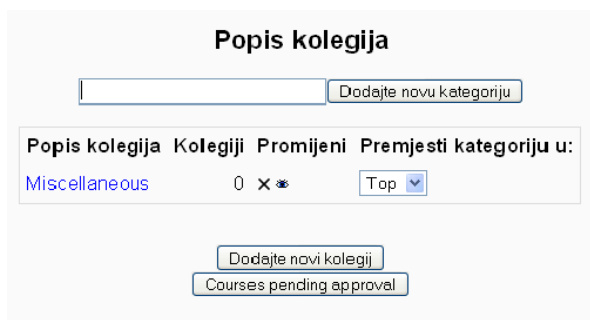 Popis kolegija
Dodajte novu kategoriju
Popis kolegija Kolegiji Promijeni Premjesti kategoriju u:
Miscellaneous 0 Top
Dodajte novi kolegij
Courses pending approval